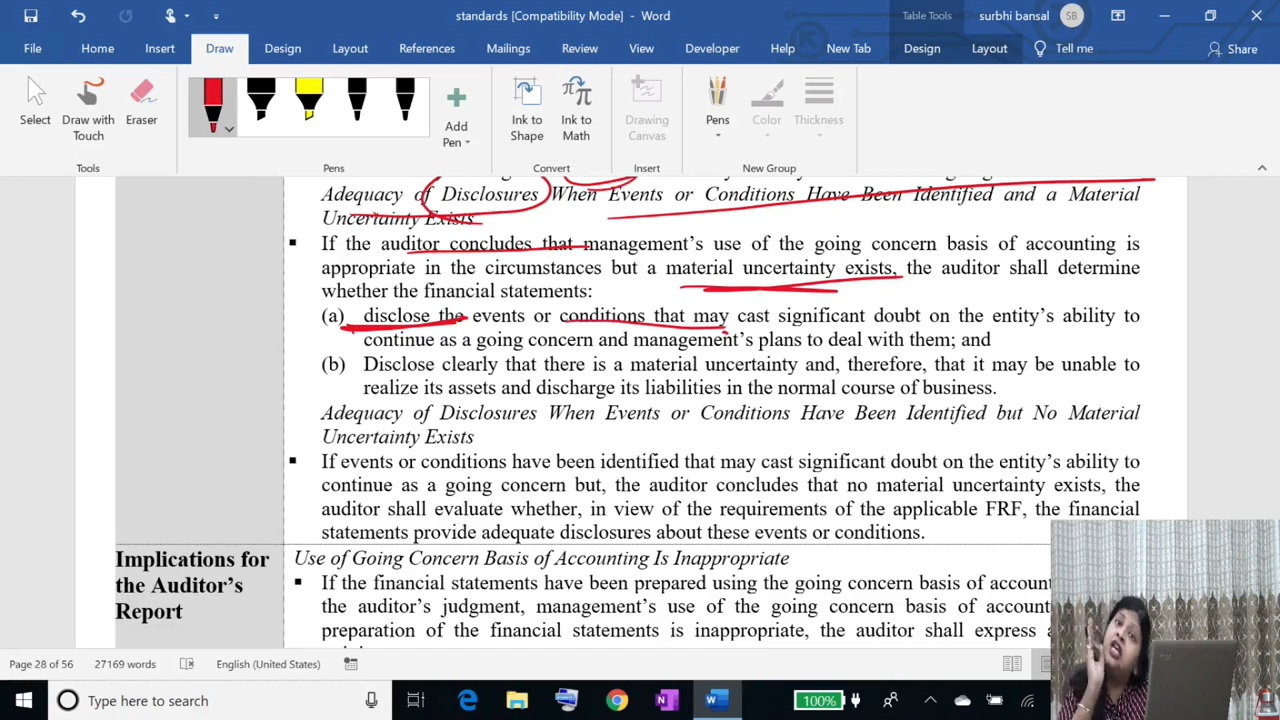 standards [Compatibility Mode] - Word
Table Tools
surbhi bansal
SB
File Home Insert Draw Design Layout References Mailings Review View Developer Help New Tab Design Layout Tell me Share
Select
Draw with Touch
Eraser
Add Pen
Ink to Shape
Ink to Math
Drawing Canvas
Pens
Color
Thickness
Tools
Pens
Convert
Insert
New Group
Adequacy of Disclosures When Events or Conditions Have Been Identified and a Material
Uncertainty Exists
▪ If the auditor concludes that management’s use of the going concern basis of accounting is
appropriate in the circumstances but a material uncertainty exists, the auditor shall determine
whether the financial statements:
(a) disclose the events or conditions that may cast significant doubt on the entity’s ability to
continue as a going concern and management’s plans to deal with them; and
(b) Disclose clearly that there is a material uncertainty and, therefore, that it may be unable to
realize its assets and discharge its liabilities in the normal course of business.
Adequacy of Disclosures When Events or Conditions Have Been Identified but No Material
Uncertainty Exists
▪ If events or conditions have been identified that may cast significant doubt on the entity’s ability to
continue as a going concern but, the auditor concludes that no material uncertainty exists, the
auditor shall evaluate whether, in view of the requirements of the applicable FRF, the financial
statements provide adequate disclosures about these events or conditions.
Implications for
the Auditor’s
Report
Use of Going Concern Basis of Accounting Is Inappropriate
▪ If the financial statements have been prepared using the going concern basis of
the auditor’s judgment, management’s use of the going concern basis of
preparation of the financial statements is inappropriate, the auditor shall express
Page 28 of 56
27169 words
English (United States)
Type here to search
100%